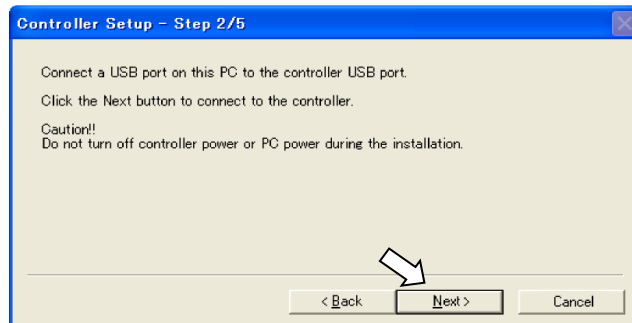 Controller Setup - Step 2/5
Connect a USB port on this PC to the controller USB port.
Click the Next button to connect to the controller.
Caution!!
Do not turn off controller power or PC power during the installation.
< Back
Next >
Cancel